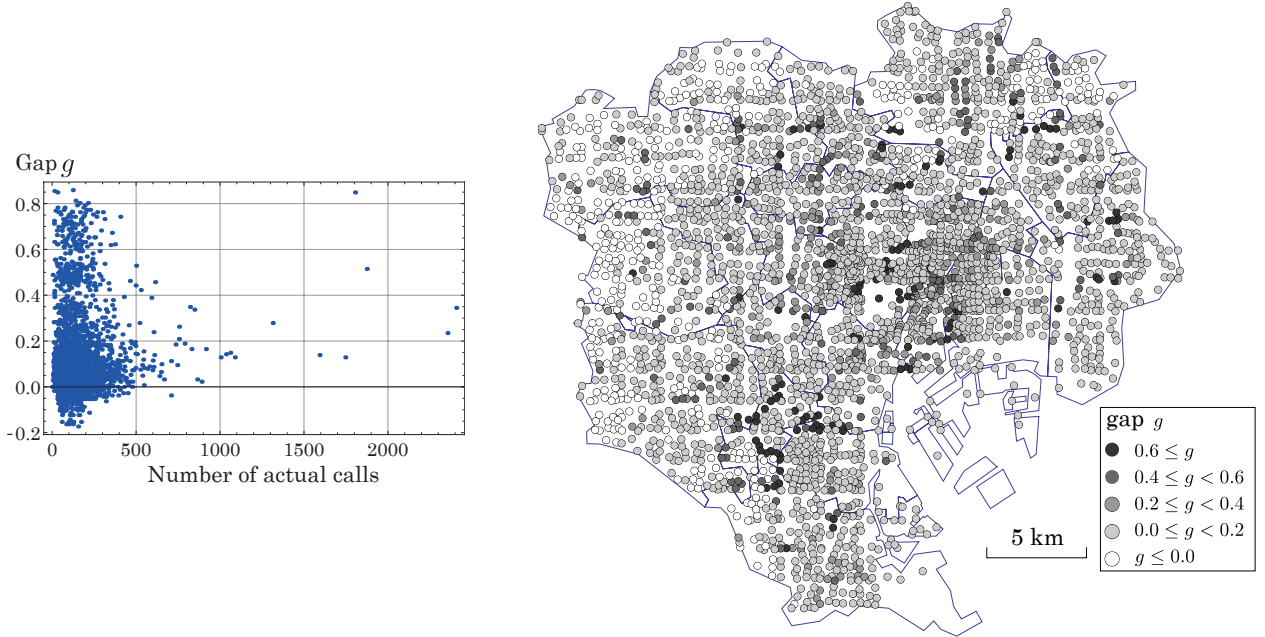 Gap g
0.8
0.6
0.4
0.2
0.0
-0.2
0 500 1000 1500 2000
Number of actual calls
5 km
gap g
0.6 ≤ g
0.4 ≤ g < 0.6
0.2 ≤ g < 0.4
0.0 ≤ g < 0.2
g ≤ 0.0